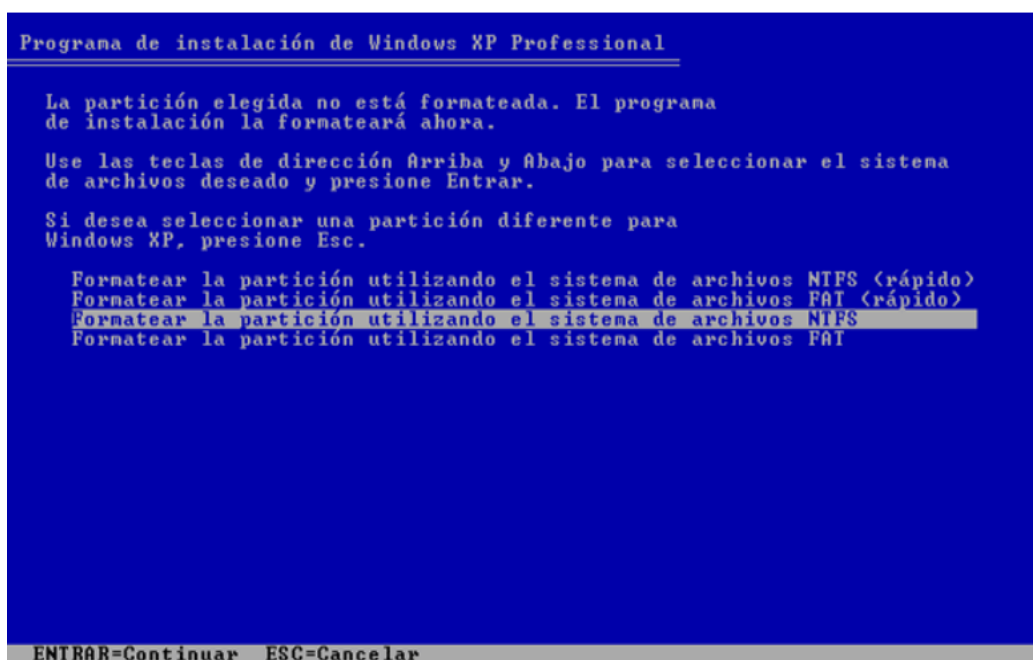 Programa de instalación de Windows XP Professional
La partición elegida no está formateada. El programa
de instalación la formateará ahora.
Use las teclas de dirección Arriba y Abajo para seleccionar el sistema
de archivos deseado y presione Entrar.
Si desea seleccionar una partición diferente para
Windows XP, presione Esc.
Formatear la partición utilizando el sistema de archivos NTFS (rápido)
Formatear la partición utilizando el sistema de archivos FAT (rápido)
Formatear la partición utilizando el sistema de archivos NTFS
Formatear la partición utilizando el sistema de archivos FAT
ENTRAR=Continuar ESC=Cancelar